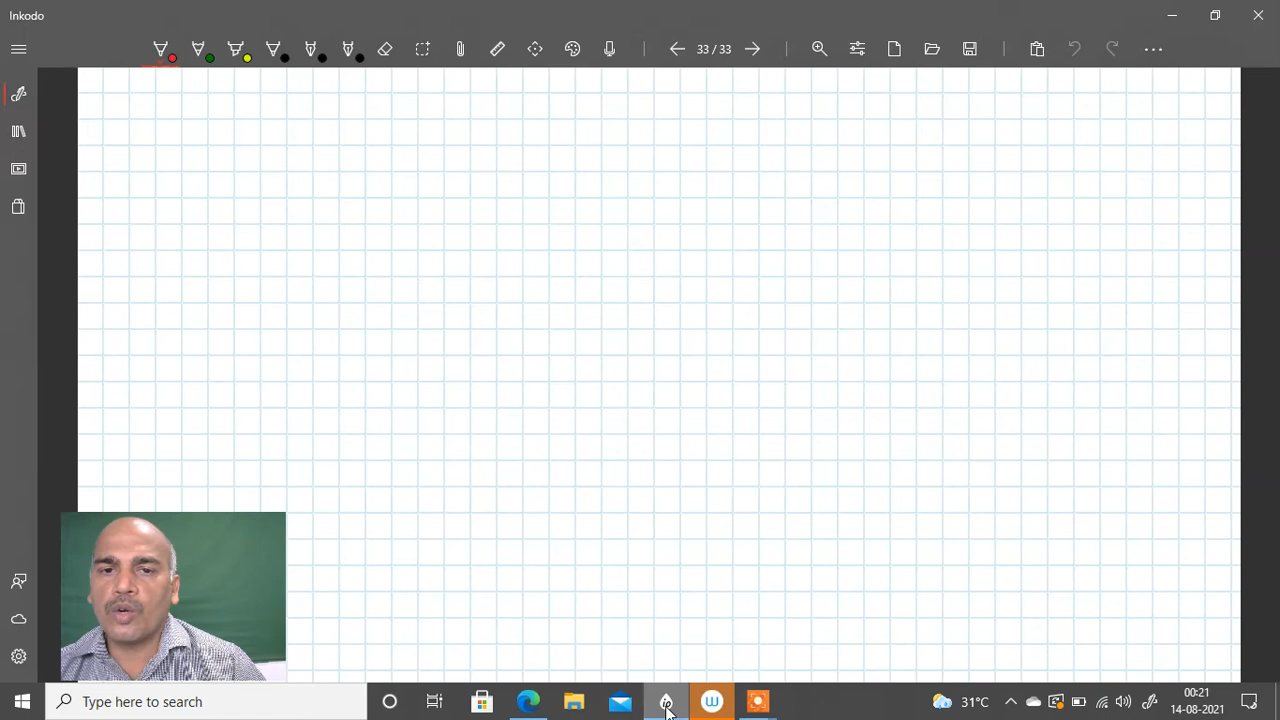 Inkodo
33 / 33
Type here to search
31°C
00:21
14-08-2021